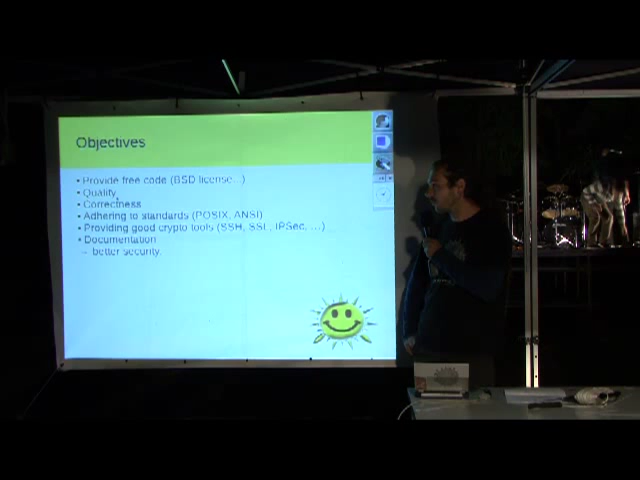 Objectives
• Provide free code (BSD license...)
• Quality
• Correctness
• Adhering to standards (POSIX, ANSI)
• Providing good crypto tools (SSH, SSL, IPSec, ...)
• Documentation
→ better security.